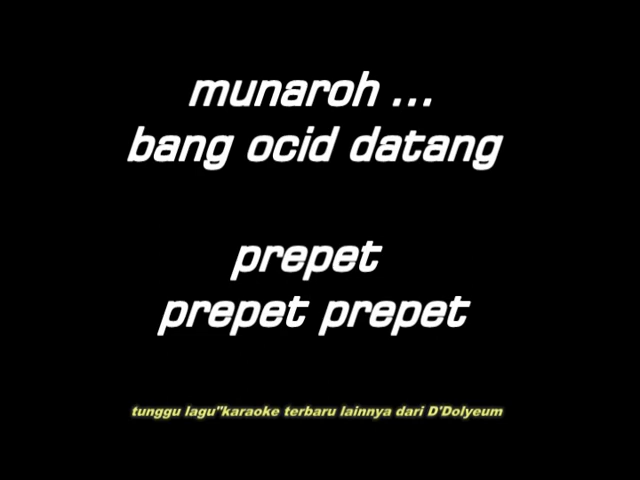 munaroh ...
bang ocid datang
prepet
prepet prepet
tunggu lagu"karaoke terbaru lainnya dari D'Dolyeum